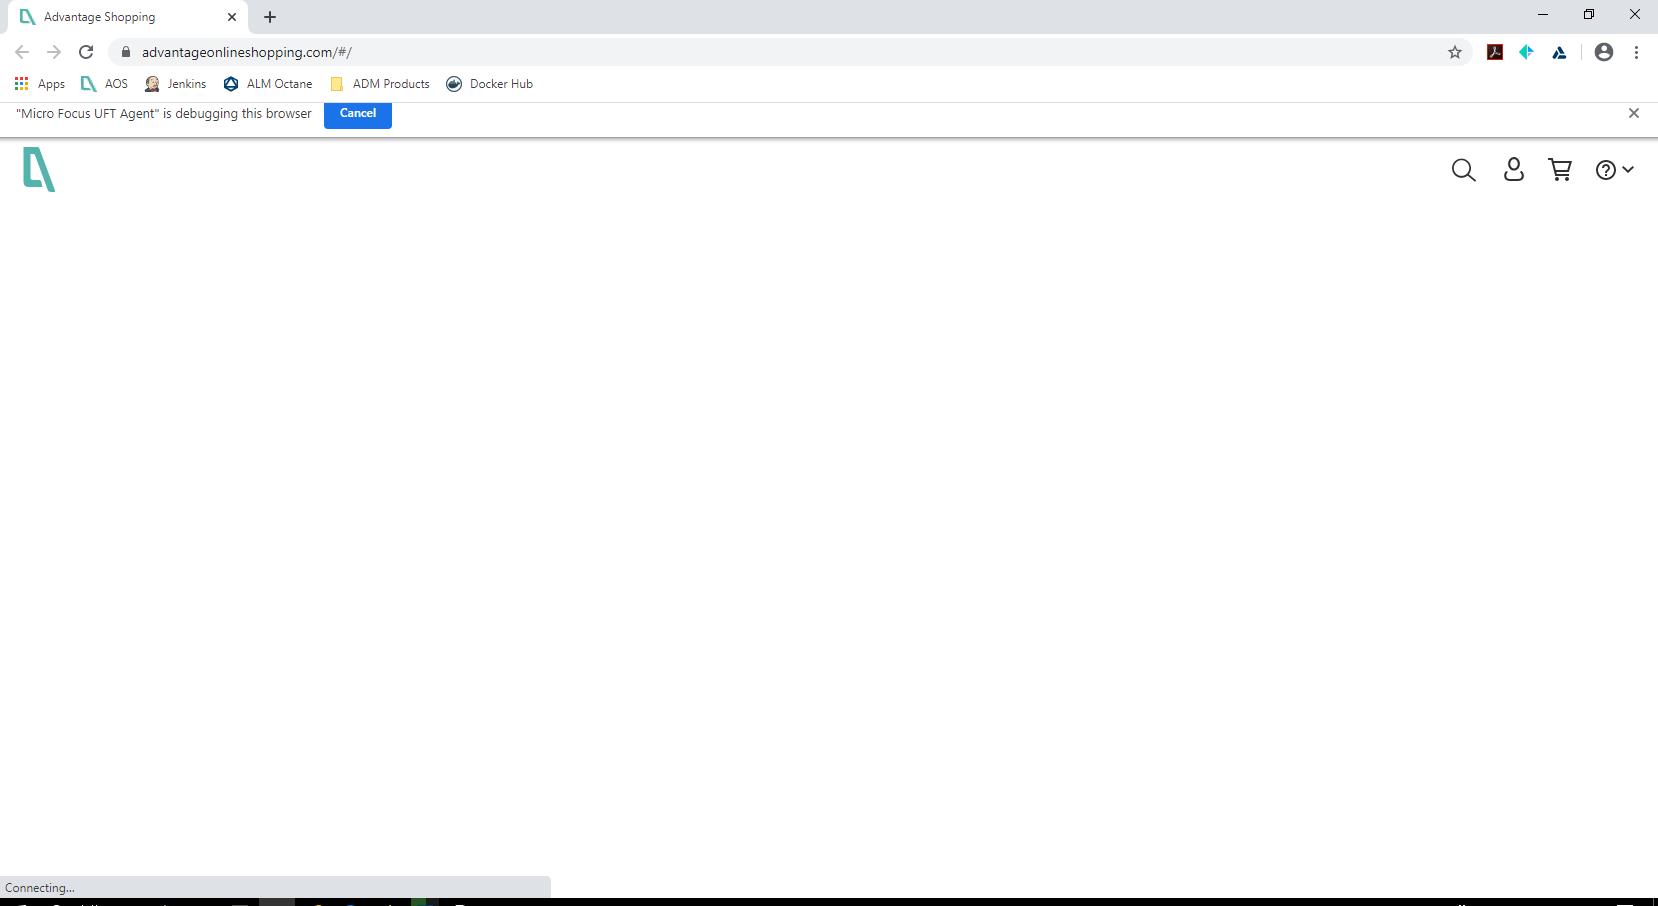 Advantage Shopping
advantageonlineshopping.com/#/
Apps AOS Jenkins ALM Octane ADM Products Docker Hub
"Micro Focus UFT Agent" is debugging this browser Cancel
Connecting...